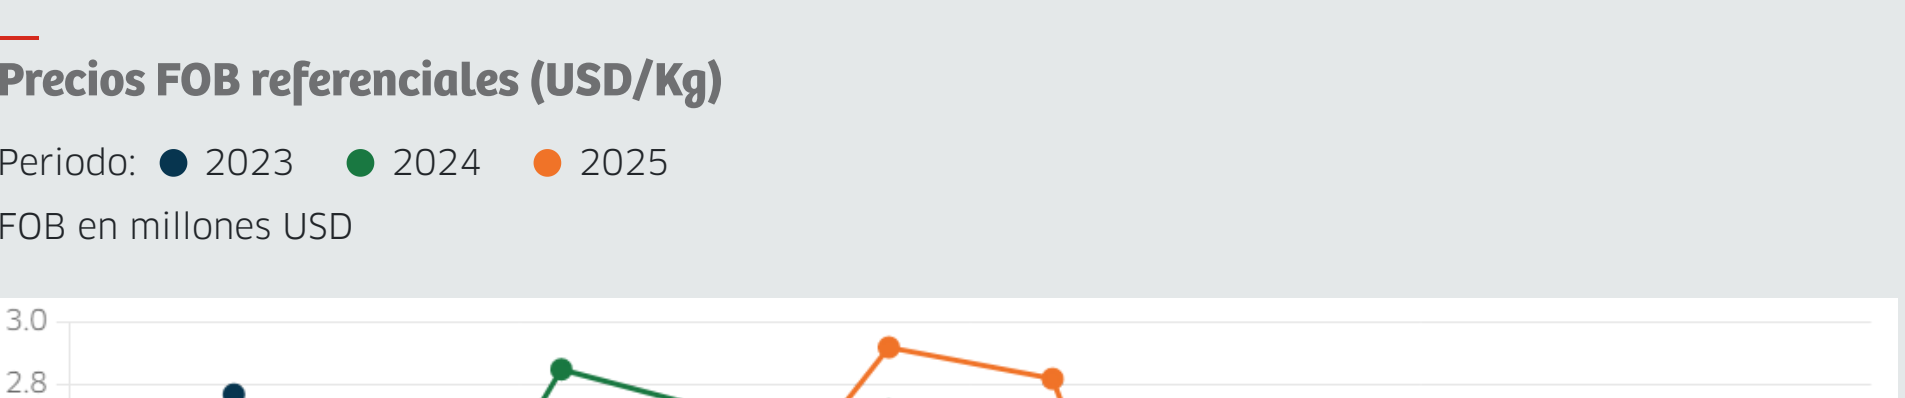 Precios FOB referenciales (USD/Kg)
Periodo: 2023 2024 2025
FOB en millones USD
3.0
2.8